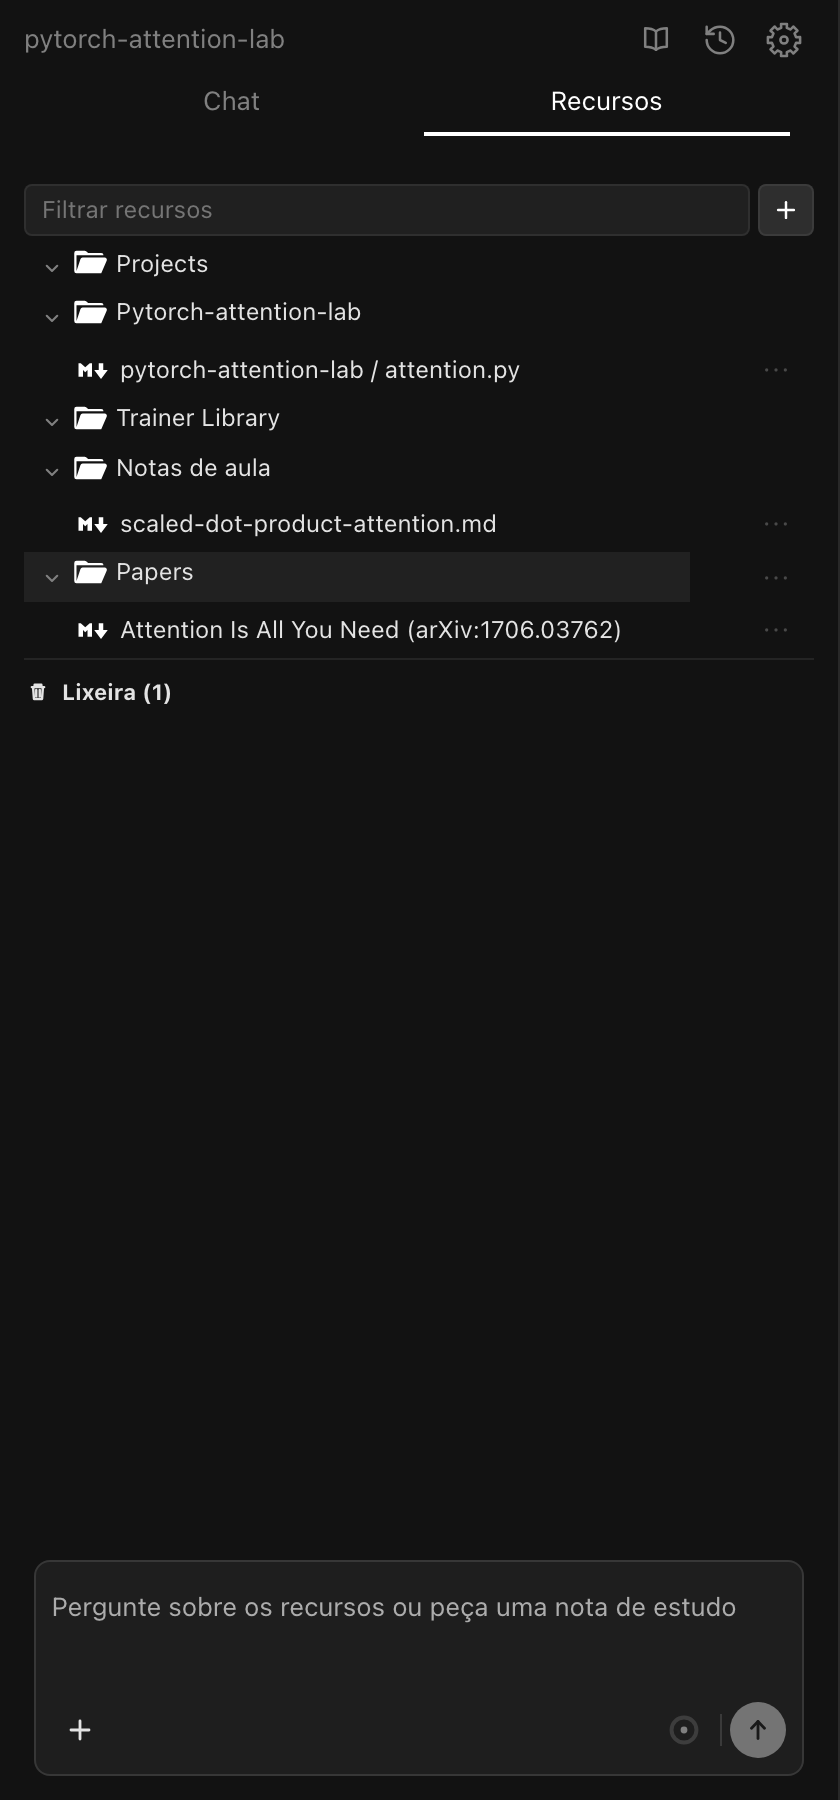 pytorch-attention-lab
Chat
Recursos
Filtrar recursos
Projects
Pytorch-attention-lab
pytorch-attention-lab / attention.py
Trainer Library
Notas de aula
scaled-dot-product-attention.md
Papers
Attention Is All You Need (arXiv:1706.03762)
Lixeira (1)
Pergunte sobre os recursos ou peça uma nota de estudo